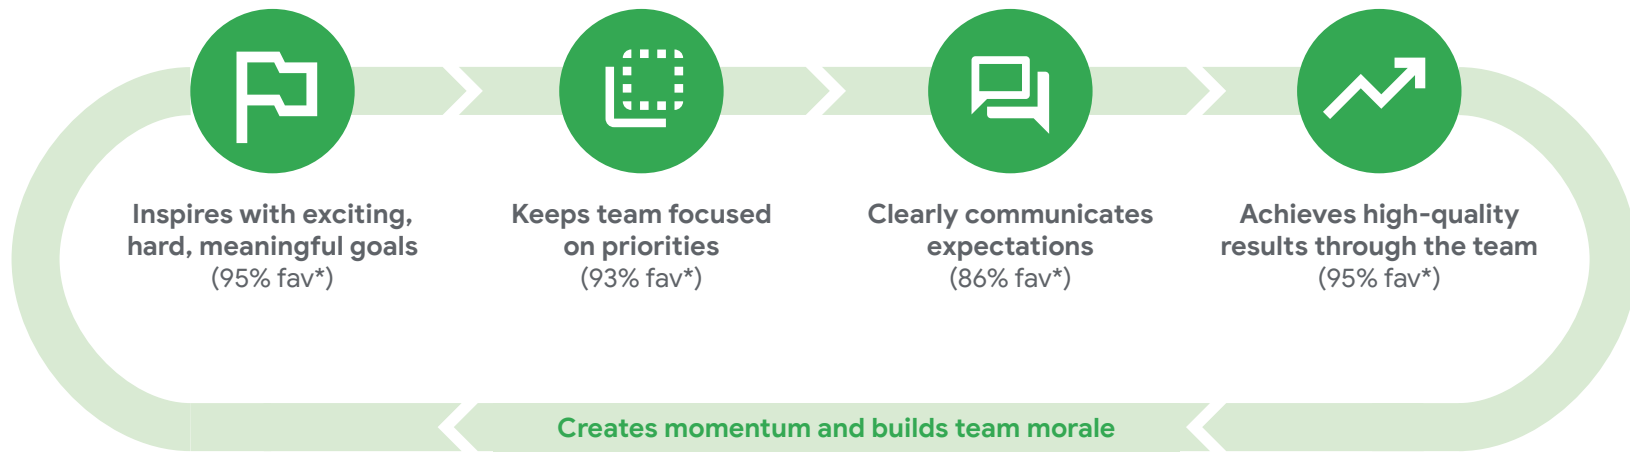 Inspires with exciting,
hard, meaningful goals
(95% fav*)
Keeps team focused
on priorities
(93% fav*)
Clearly communicates
expectations
(86% fav*)
Achieves high-quality
results through the team
(95% fav*)
Creates momentum and builds team morale